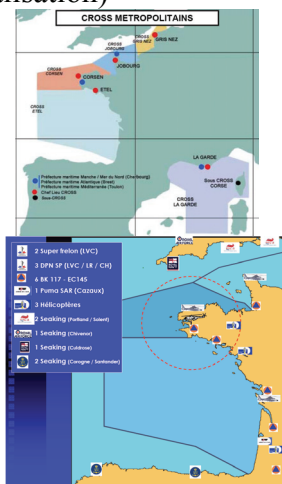 isation)
CROSS METROPOLITAINS
CROSS
GRIS NEZ
GRIS NEZ
CROSS
JOBOURG
JOBOURG
CROSS
CORSEN
CORSEN
ETEL
CROSS
ETEL
Préfecture maritime Manche / Mer du Nord (Cherbourg)
Préfecture maritime Atlantique (Brest)
Préfecture maritime Méditerranée (Toulon)
Chef Lieu CROSS
Sous-CROSS
LA GARDE
Sous CROSS
CORSE
CROSS
LA GARDE
2 Super frelon (LVC)
3 DPN SP (LVC / LR / CH)
6 BK 117 - EC145
1 Puma SAR (Cazaux)
3 Hélicoptères
2 Seaking (Portland / Solent)
1 Seaking (Chivenor)
1 Seaking (Culdrose)
2 Seaking (Corogne / Santander)